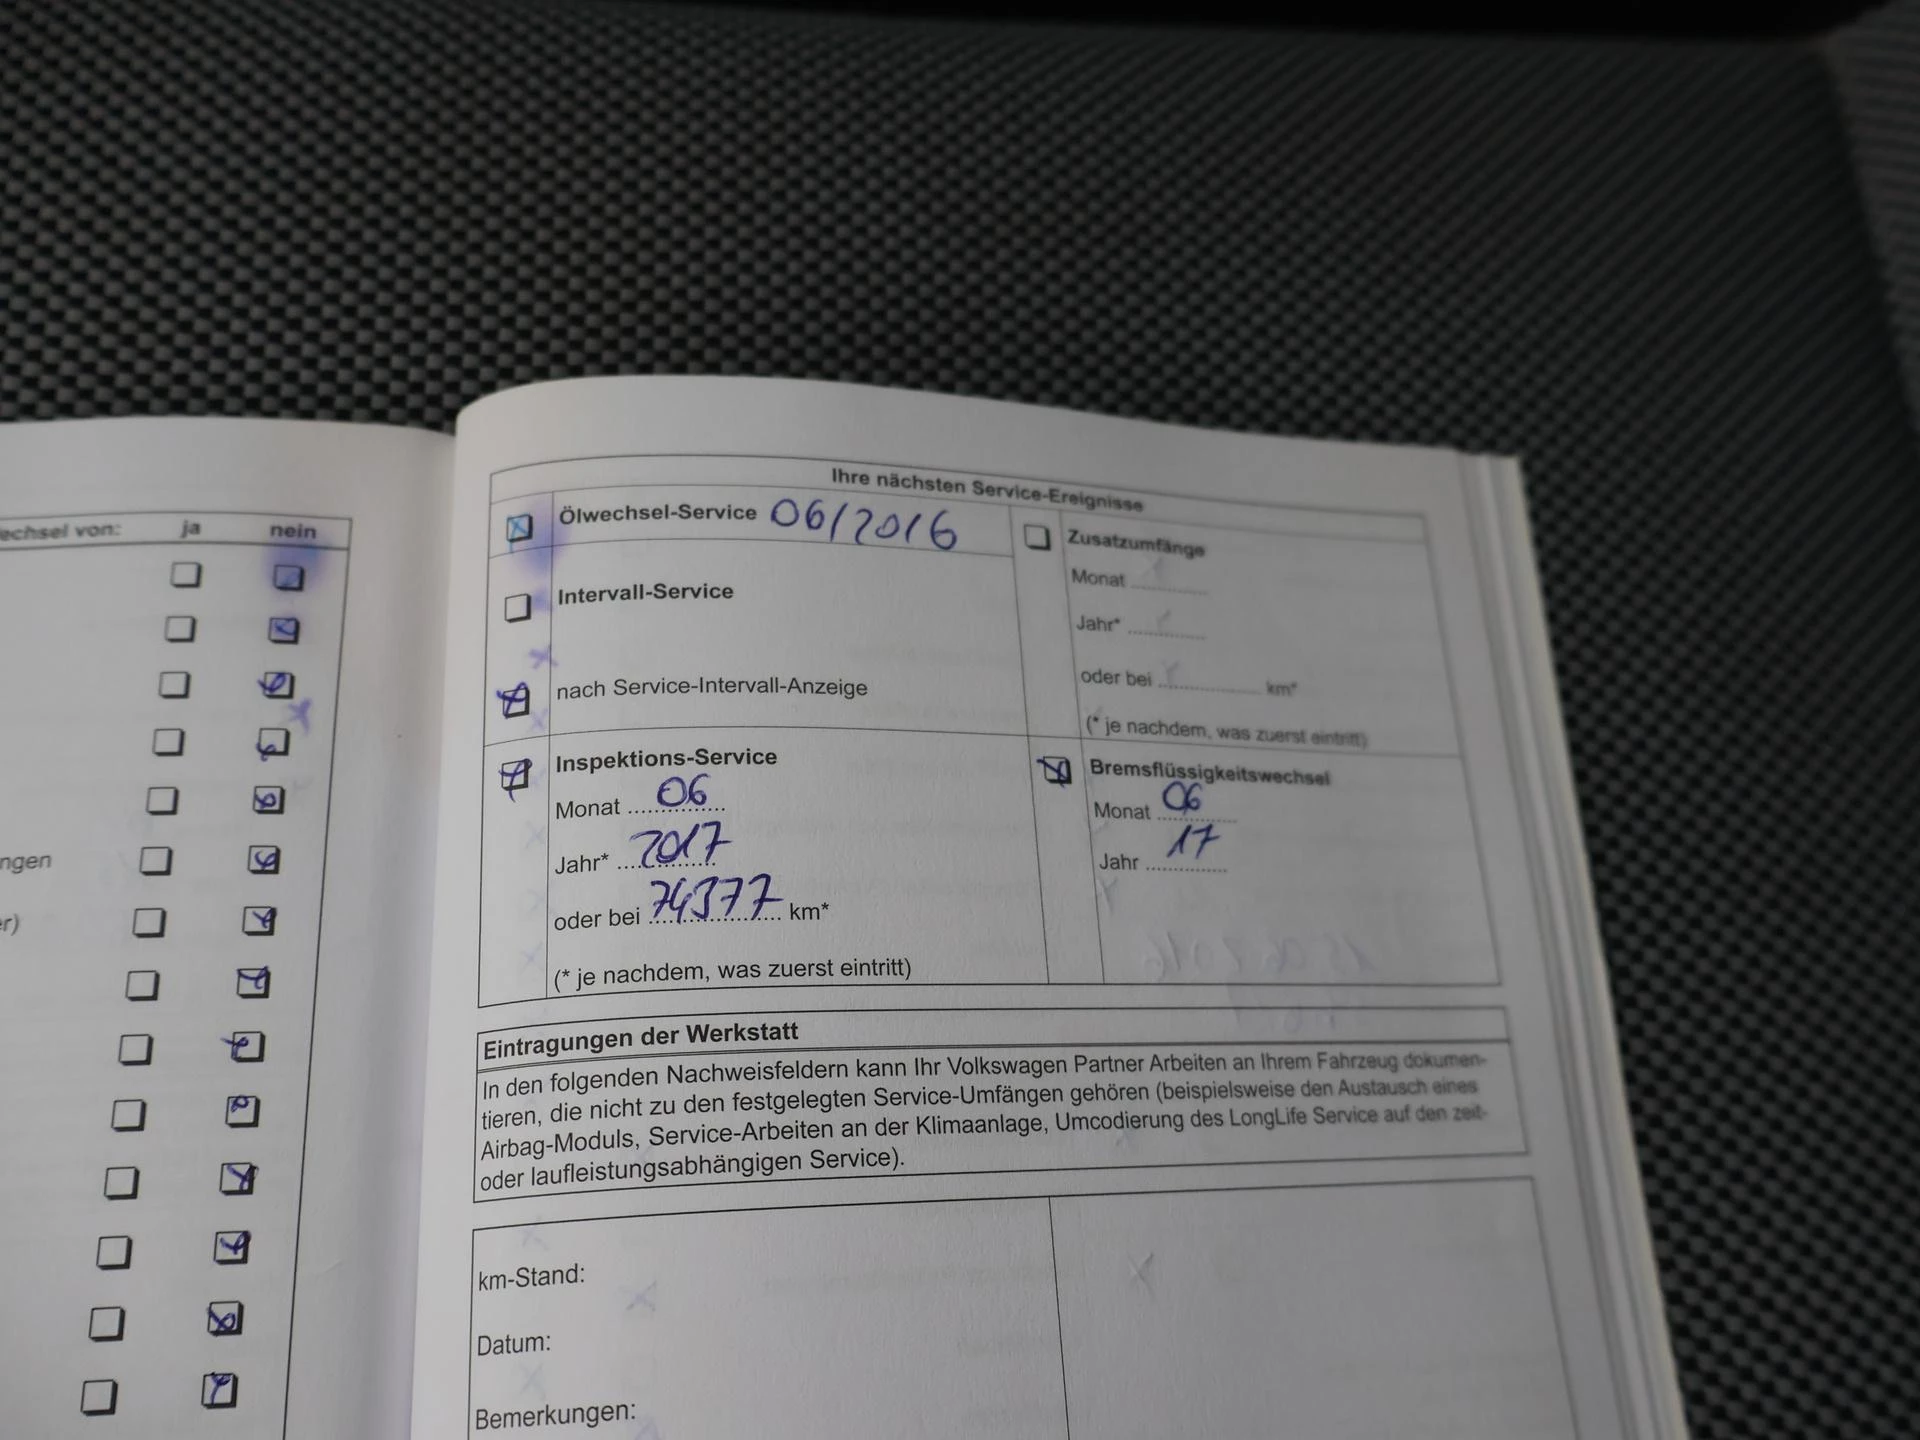 echsel von: ja nein
ngen
er)
Ihre nächsten Service-Ereignisse
Ölwechsel-Service 06/2016
Intervall-Service
nach Service-Intervall-Anzeige
Zusatzumfänge
Monat
Jahr*
oder bei km*
(* je nachdem, was zuerst eintritt)
Inspektions-Service
Monat 06
Jahr* 2017
oder bei 74377 km*
(* je nachdem, was zuerst eintritt)
Bremsflüssigkeitswechsel
Monat 06
Jahr 17
Eintragungen der Werkstatt
In den folgenden Nachweisfeldern kann Ihr Volkswagen Partner Arbeiten an Ihrem Fahrzeug dokumen-
tieren, die nicht zu den festgelegten Service-Umfängen gehören (beispielsweise den Austausch eines
Airbag-Moduls, Service-Arbeiten an der Klimaanlage, Umcodierung des LongLife Service auf den zeit-
oder laufleistungsabhängigen Service).
km-Stand:
Datum:
Bemerkungen: